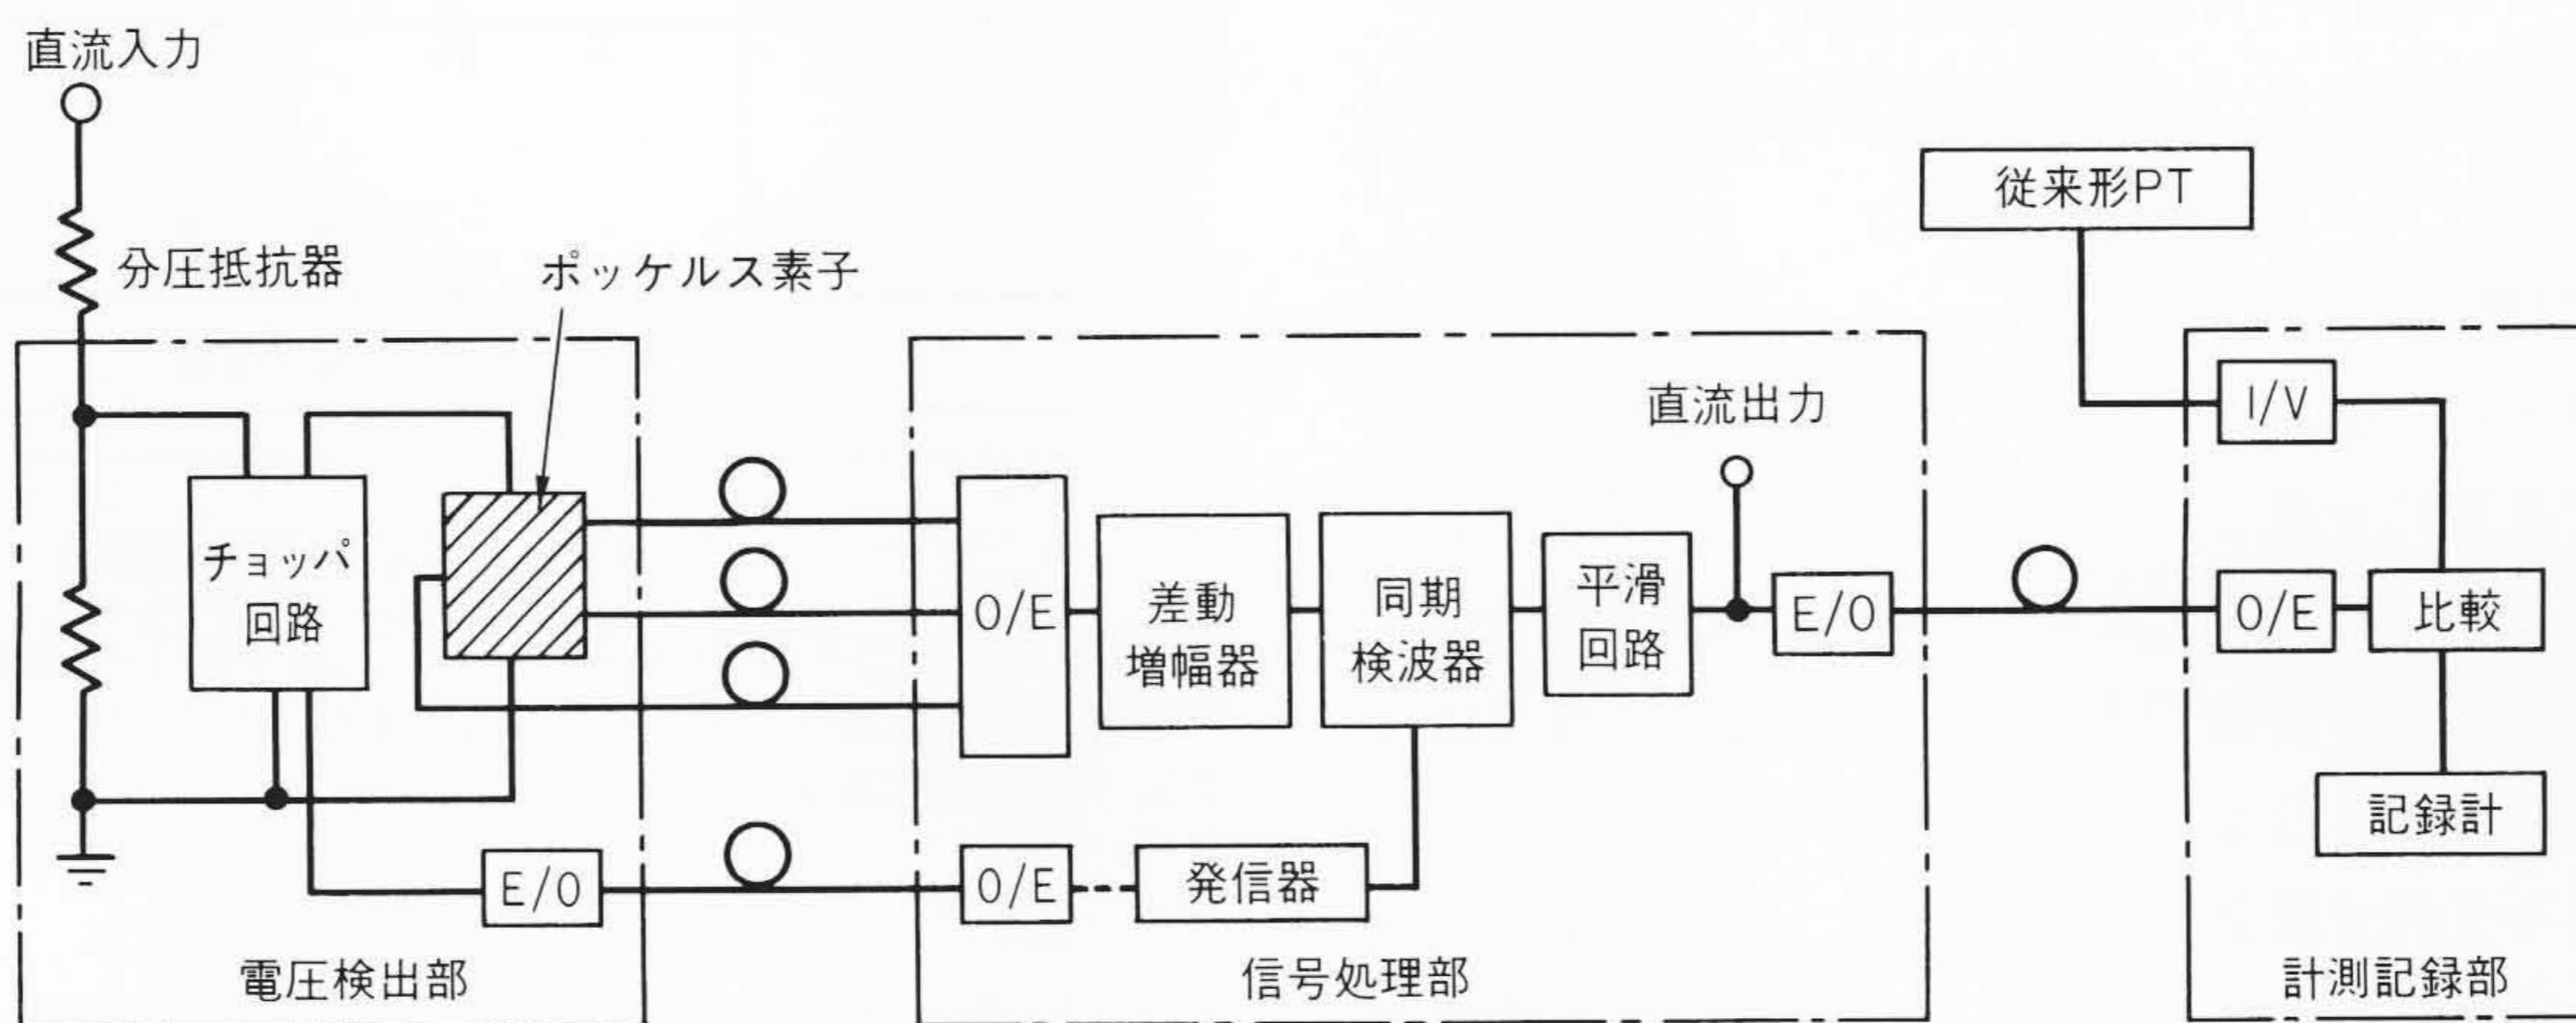 直流入力
分圧抵抗器
ポッケルス素子
チョッパ
回路
E/O
電圧検出部
O/E
差動
増幅器
同期
検波器
平滑
回路
直流出力
E/O
O/E
発信器
信号処理部
従来形PT
I/V
O/E
比較
記録計
計測記録部